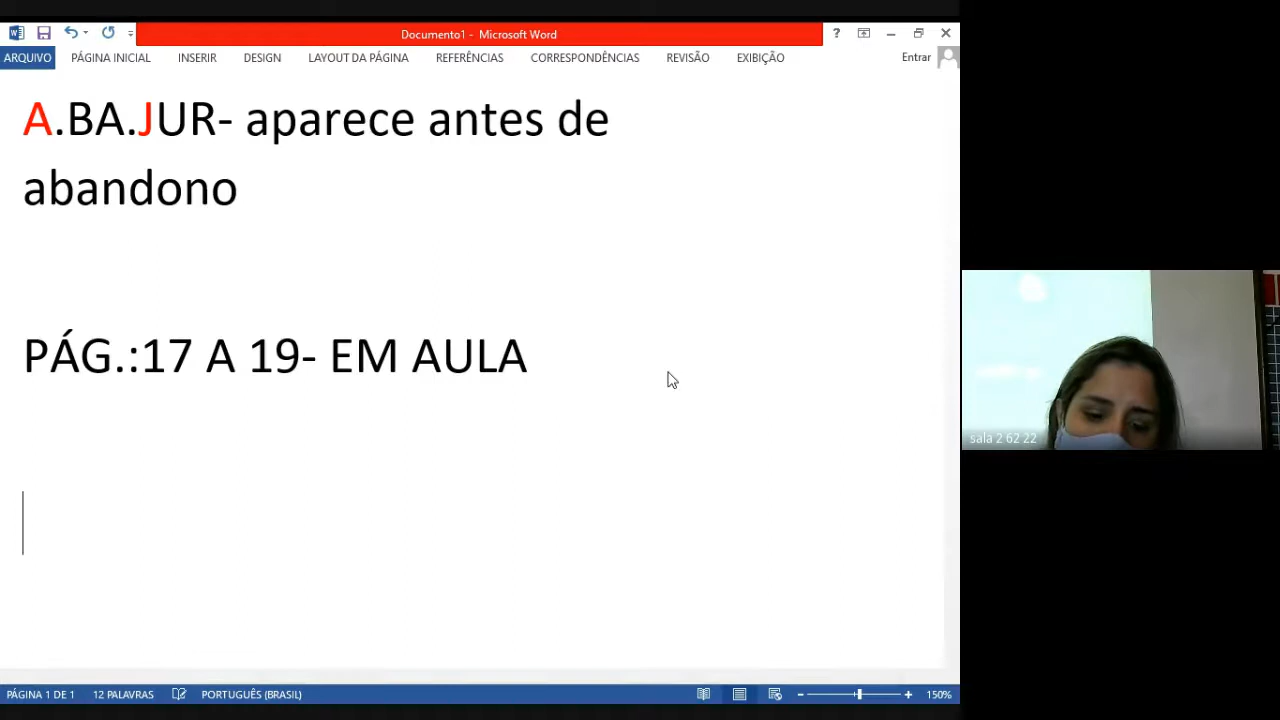 Documento1 - Microsoft Word
?
ARQUIVO PÁGINA INICIAL INSERIR DESIGN LAYOUT DA PÁGINA REFERÊNCIAS CORRESPONDÊNCIAS REVISÃO EXIBIÇÃO Entrar
A.BA.JUR- aparece antes de
abandono
PÁG.:17 A 19- EM AULA
sala 2 62 22
PÁGINA 1 DE 1 12 PALAVRAS PORTUGUÊS (BRASIL) 150%